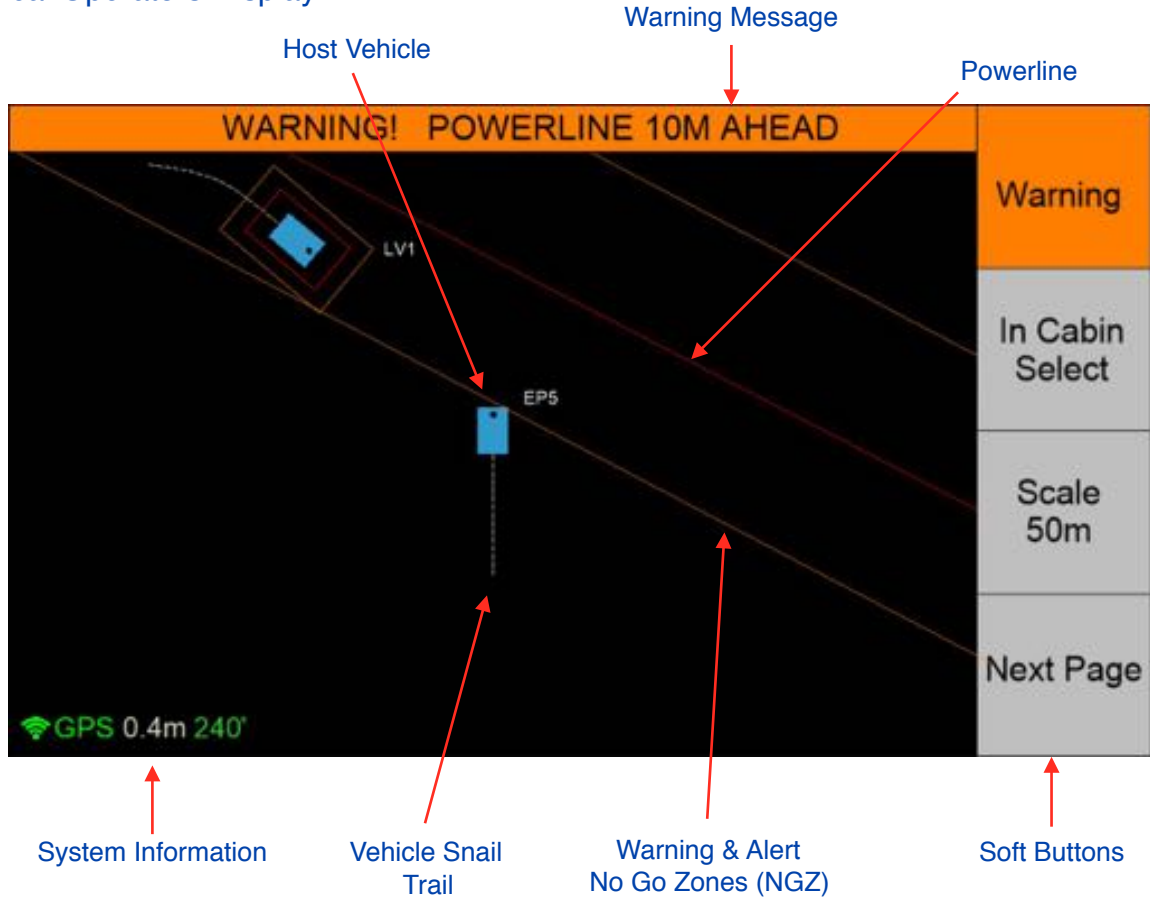 Warning Message
Host Vehicle
Powerline
WARNING! POWERLINE 10M AHEAD
Warning
LV1
In Cabin
Select
EP5
Scale
50m
Next Page
GPS 0.4m 240°
System Information
Vehicle Snail
Trail
Warning & Alert
No Go Zones (NGZ)
Soft Buttons